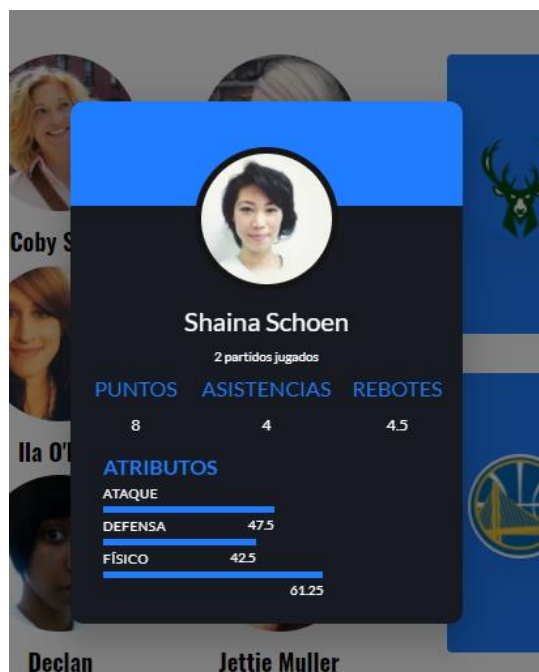 Coby S
Shaina Schoen
2 partidos jugados
PUNTOS ASISTENCIAS REBOTES
8 4 4.5
Ila O'
ATRIBUTOS
ATAQUE
47.5
DEFENSA
42.5
FÍSICO
61.25
Declan Jettie Muller